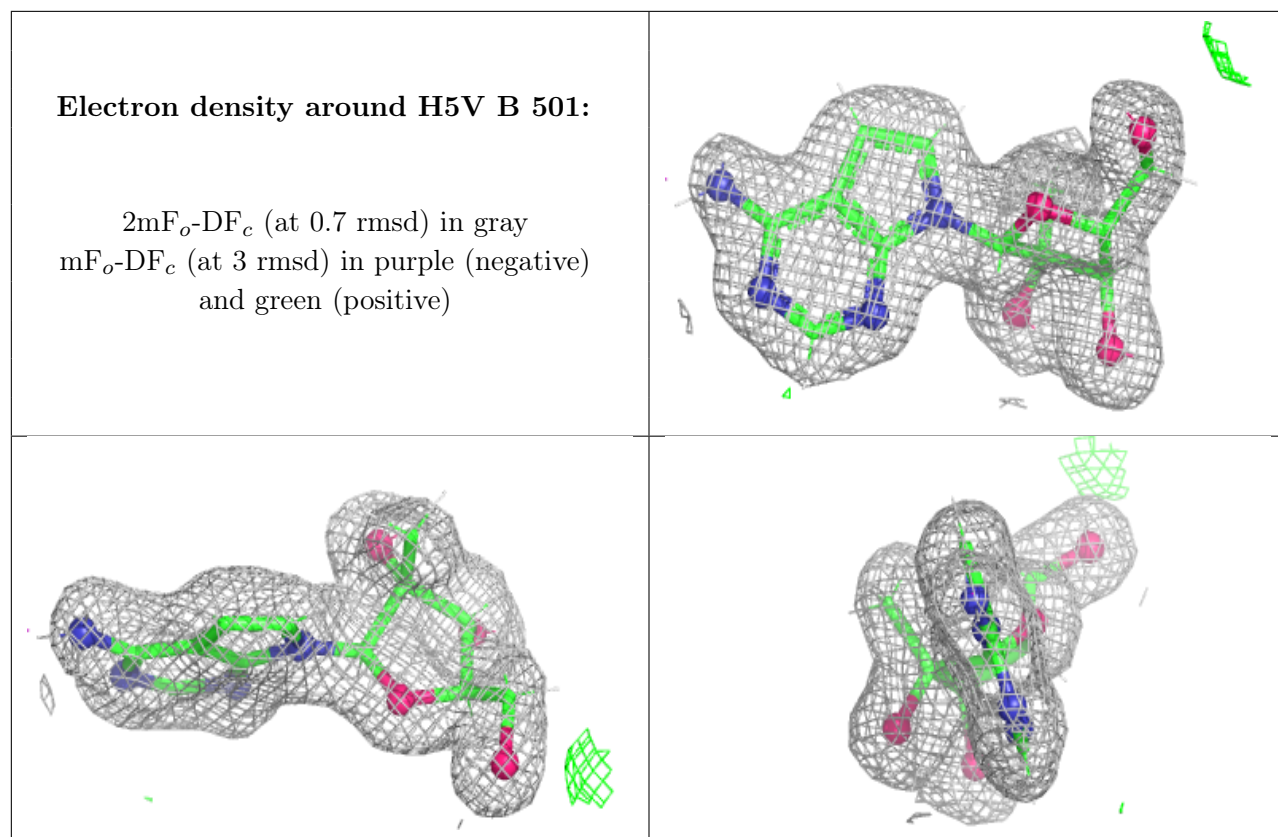 Electron density around H5V B 501:
2mFo-DFc (at 0.7 rmsd) in gray
mFo-DFc (at 3 rmsd) in purple (negative)
and green (positive)